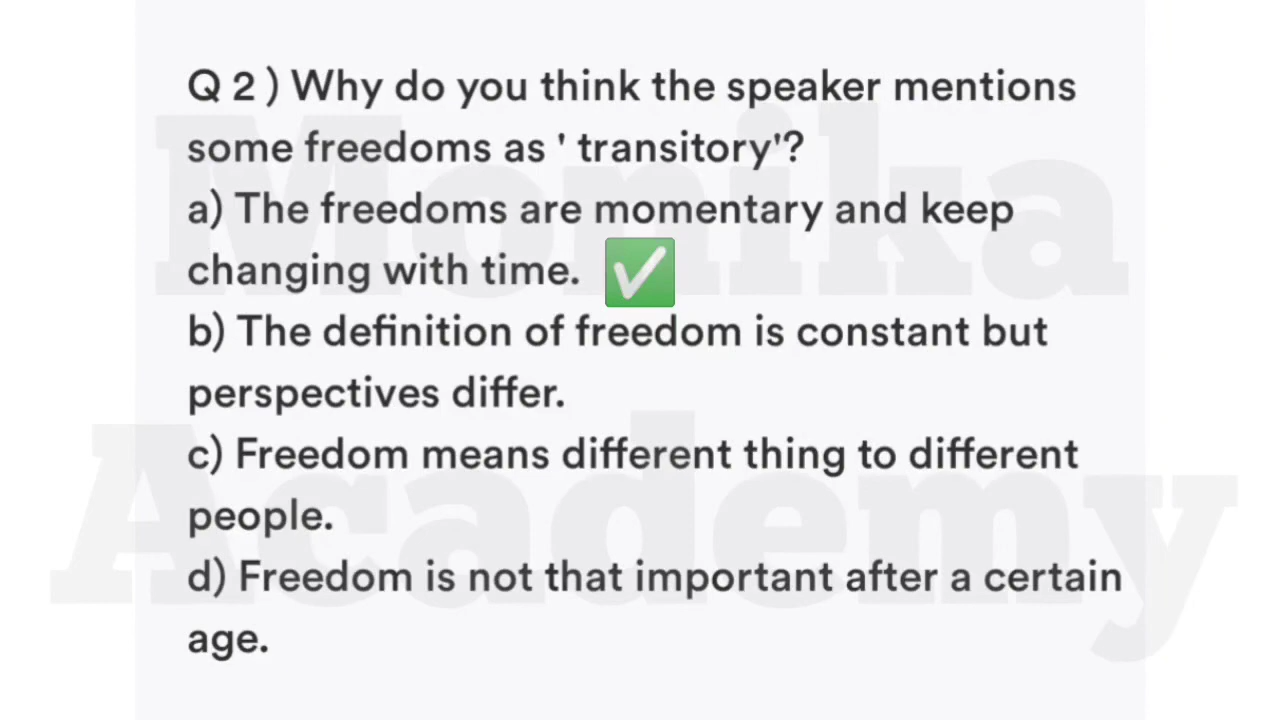 Q 2 ) Why do you think the speaker mentions
some freedoms as ' transitory'?
a) The freedoms are momentary and keep
changing with time. ✅
b) The definition of freedom is constant but
perspectives differ.
c) Freedom means different thing to different
people.
d) Freedom is not that important after a certain
age.
Monika
Academy